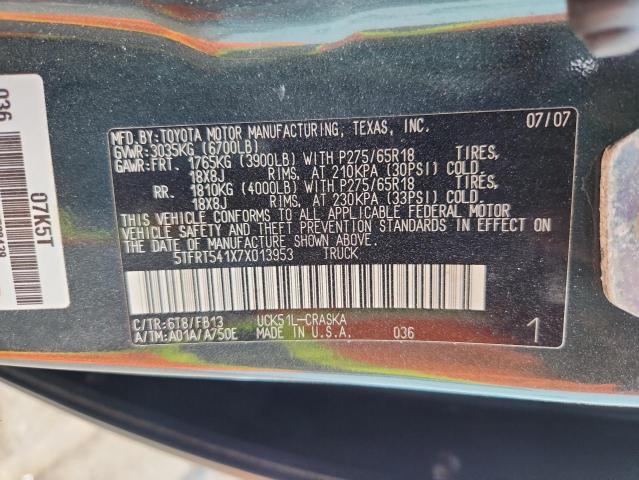 MFD.BY:TOYOTA MOTOR MANUFACTURING, TEXAS, INC. 07/07
GVWR:3035KG (6700LB)
GAWR:FRT. 1765KG (3900LB) WITH P275/65R18 TIRES,
18X8J RIMS, AT 210KPA (30PSI) COLD.
RR. 1810KG (4000LB) WITH P275/65R18 TIRES,
18X8J RIMS, AT 230KPA (33PSI) COLD.
THIS VEHICLE CONFORMS TO ALL APPLICABLE FEDERAL MOTOR
VEHICLE SAFETY AND THEFT PREVENTION STANDARDS IN EFFECT ON
THE DATE OF MANUFACTURE SHOWN ABOVE.
5TFRT541X7X013953 TRUCK
C/TR:6T8/FB13 UCK51L-CRASKA
A/TM:A01A/A750E MADE IN U.S.A. 036 1
036
07K5T